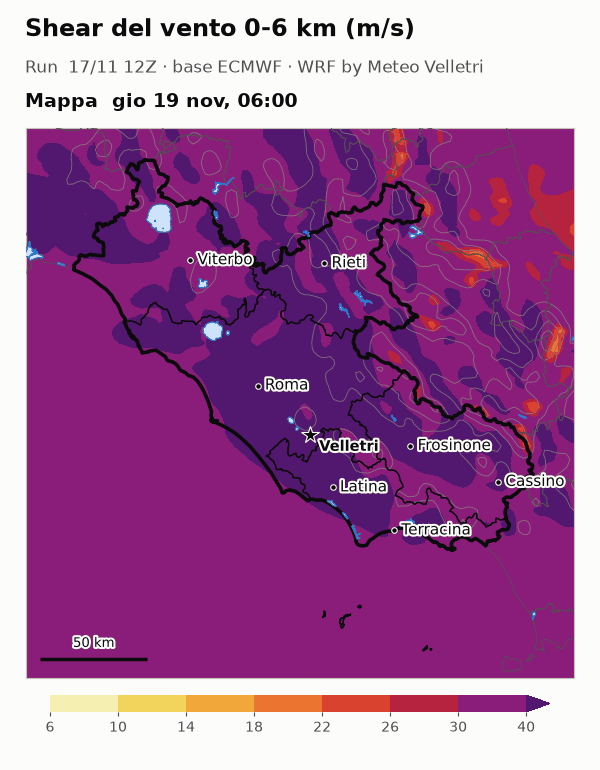 Shear del vento 0-6 km (m/s)
Run  17/11 12Z · base ECMWF · WRF by Meteo Velletri
Mappa  gio 19 nov, 06:00
Viterbo
Rieti
Roma
Velletri
Frosinone
Latina
Cassino
Terracina
50 km
6 10 14 18 22 26 30 40